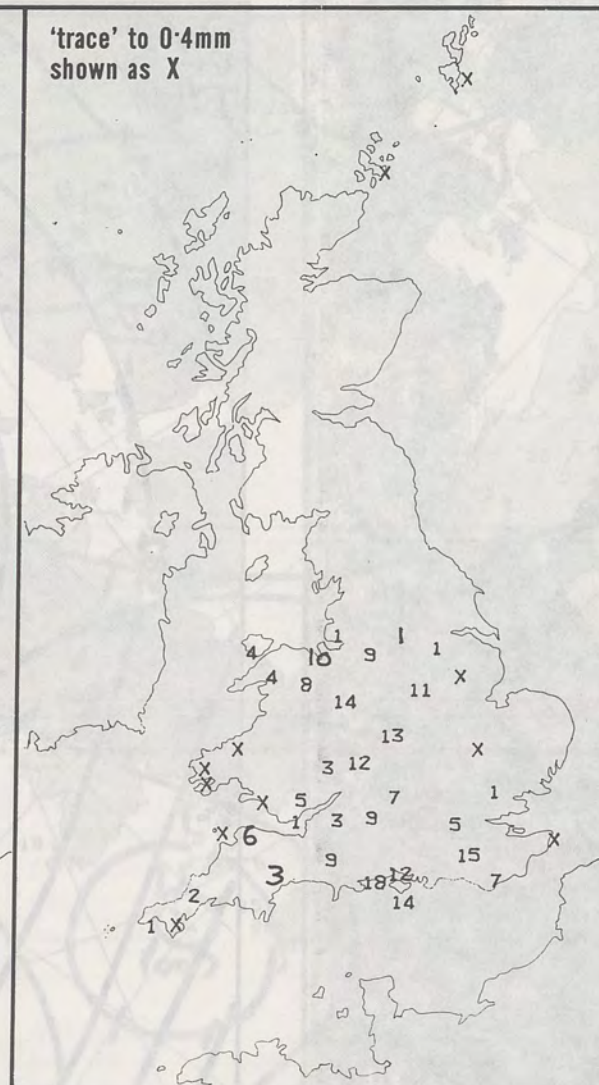 ‘trace’ to 0·4mm
shown as X
X
X
1 1
4 10 9 1
4 8 11 X
14
X 13 X
X 3 12
X X 5 7 1
1 3 9 5
X 6 X
9 15
3 18 12 7
2 14
1 X